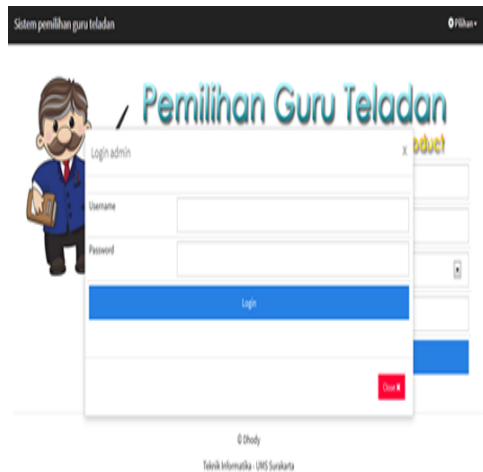 Sistem pemilihan guru teladan
Pilihan
Pemilihan Guru Teladan
oduct
Login admin
X
Username
Password
Login
Close X
© Dhody
Teknik Informatika - UMS Surakarta